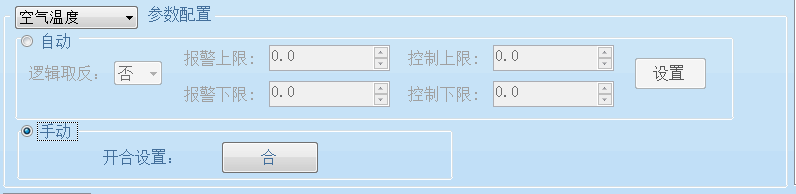 空气温度 参数配置
自动
逻辑取反: 否 报警上限: 0.0 控制上限: 0.0 设置
报警下限: 0.0 控制下限: 0.0
手动
开合设置: 合